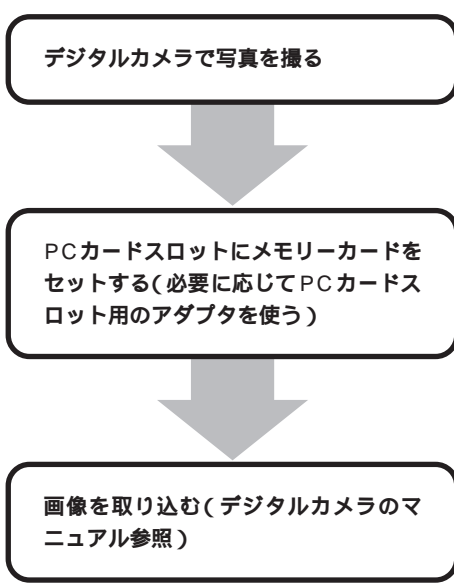 デジタルカメラで写真を撮る
PCカードスロットにメモリーカードを
セットする(必要に応じてPCカードス
ロット用のアダプタを使う)
画像を取り込む(デジタルカメラのマ
ニュアル参照)